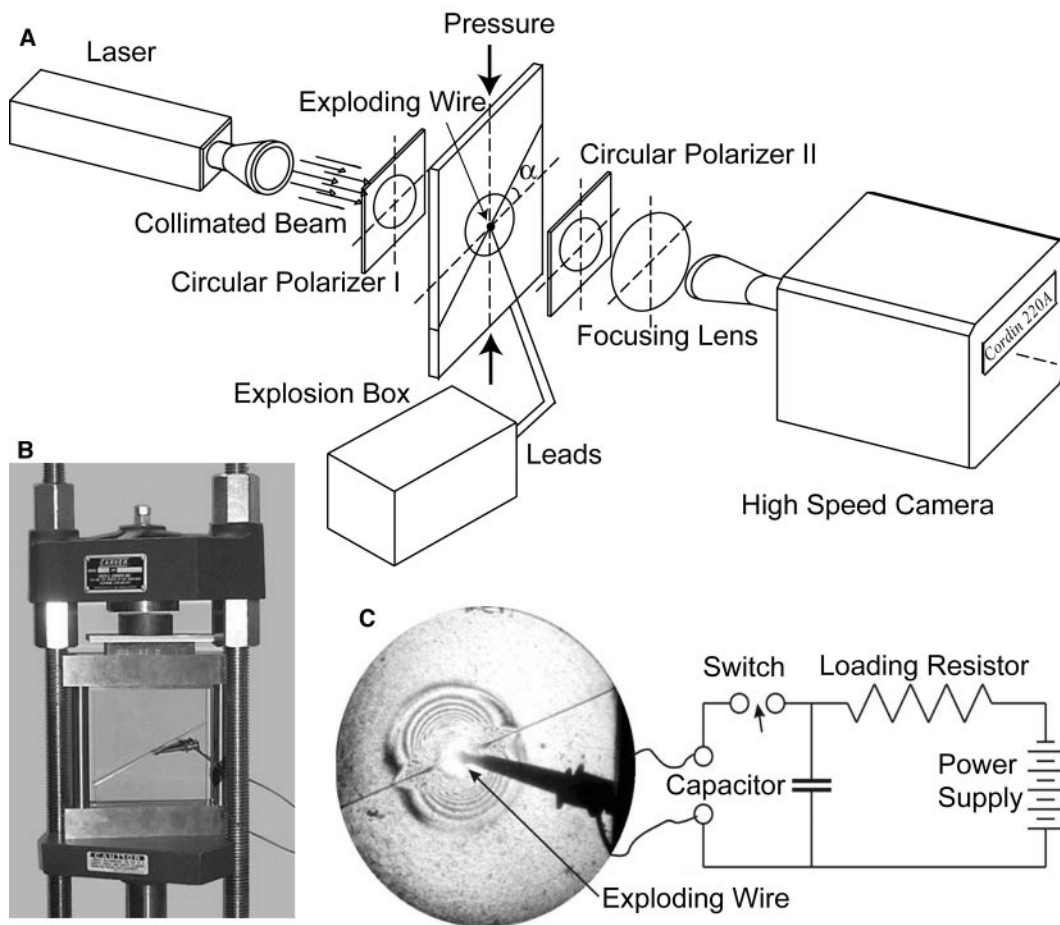 A
Laser
Pressure
Exploding Wire
Circular Polarizer II
α
Collimated Beam
Circular Polarizer I
Focusing Lens
Cordin 220A
Explosion Box
Leads
High Speed Camera
B
CARVER
CAUTION
C
Switch
Loading Resistor
Capacitor
Power
Supply
Exploding Wire